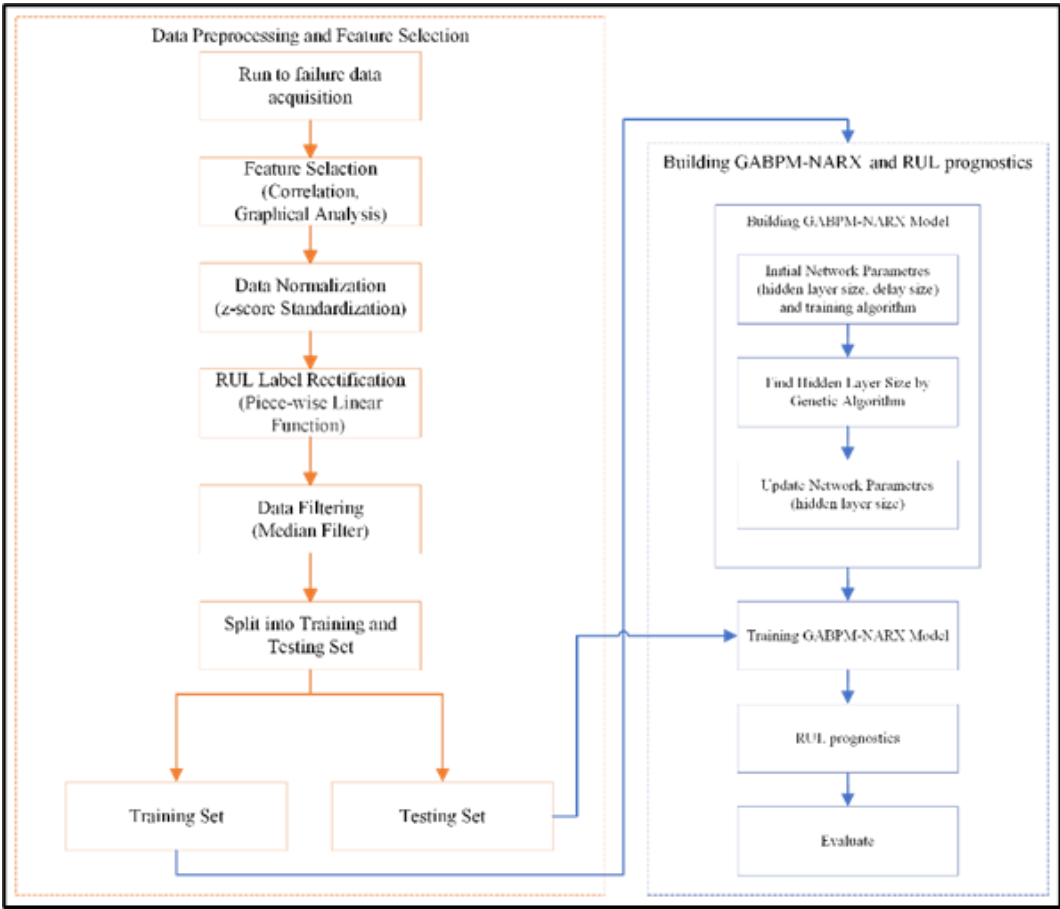 Data Preprocessing and Feature Selection
Run to failure data
acquisition
Feature Selaction
(Correlation,
Graphical Analysis)
Data Normalization
(z-score Standardization)
RUL Label Rectification
(Piece-wise Linear
Function)
Data Filtering
(Median Filter)
Split into Training and
Testing Set
Training Set
Testing Set
Building GABPM-NARX and RUL prognostics
Building GABPM-NARX Model
Initial Network Parametres
(hidden layer size, delay size)
and training algorithm
Find Hidden Layer Size by
Genetic Algorithm
Update Network Parametres
(hidden layer size)
Training GABPM-NARX Model
RUL prognostics
Evaluate